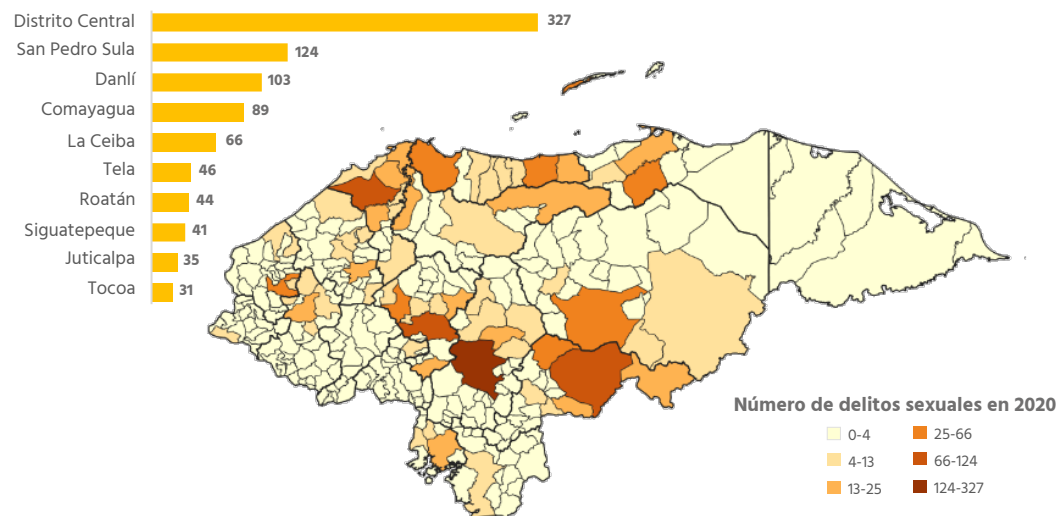 Distrito Central 327
San Pedro Sula 124
Danlí 103
Comayagua 89
La Ceiba 66
Tela 46
Roatán 44
Siguatepeque 41
Juticalpa 35
Tocoa 31
Número de delitos sexuales en 2020
0-4 25-66
4-13 66-124
13-25 124-327